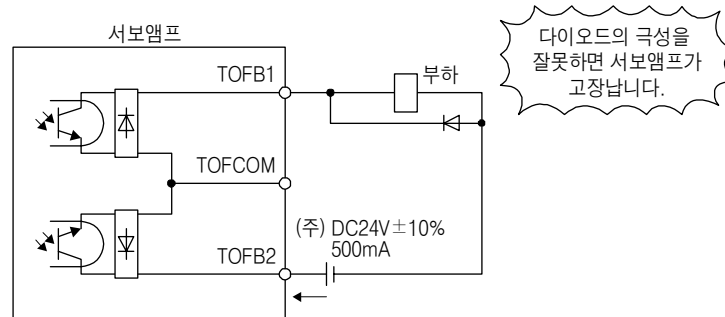 서보앰프
TOFB1
부하
다이오드의 극성을
잘못하면 서보앰프가
고장납니다.
TOFCOM
(주) DC24V±10%
500mA
TOFB2